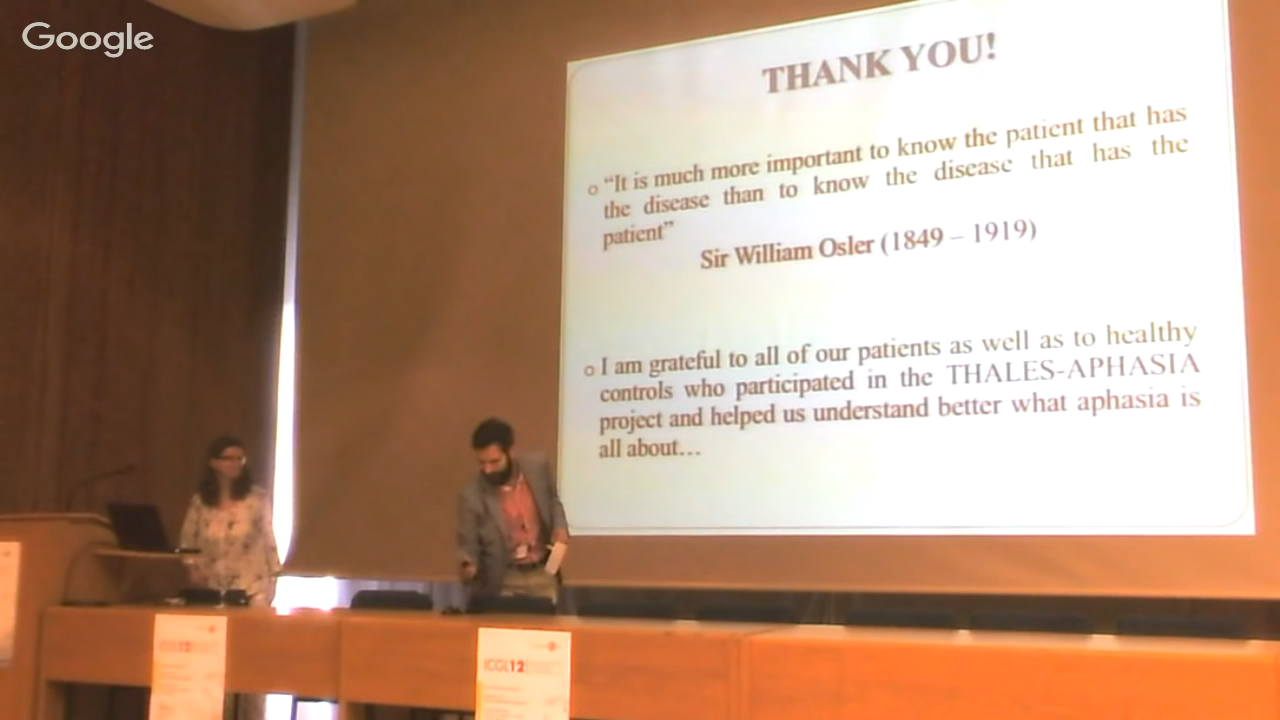 Google
THANK YOU!
“It is much more important to know the patient that has
the disease than to know the disease that has the
patient”
Sir William Osler (1849 – 1919)
I am grateful to all of our patients as well as to healthy
controls who participated in the THALES-APHASIA
project and helped us understand better what aphasia is
all about…
ICGL12
ICGL12